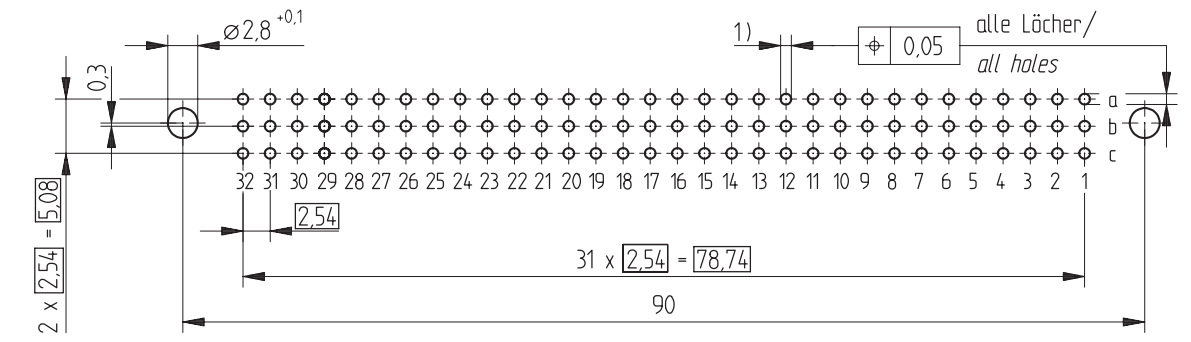 ⌀2,8 +0,1
1)
⌖ 0,05
alle Löcher/
all holes
0,3
a
b
c
32 31 30 29 28 27 26 25 24 23 22 21 20 19 18 17 16 15 14 13 12 11 10 9 8 7 6 5 4 3 2 1
2,54
2 x 2,54 = 5,08
31 x 2,54 = 78,74
90